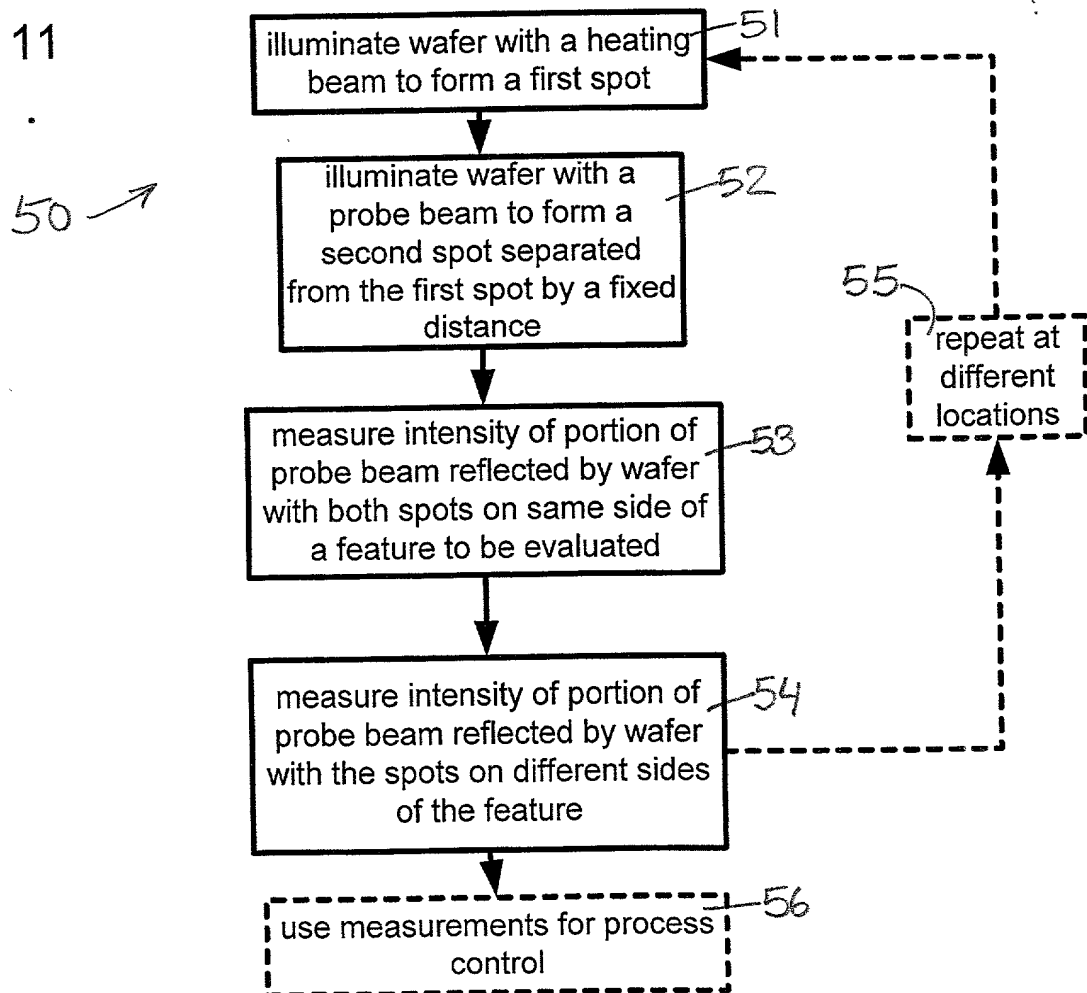 11
51
illuminate wafer with a heating
beam to form a first spot
50
52
illuminate wafer with a
probe beam to form a
second spot separated
from the first spot by a fixed
distance
55
repeat at
different
locations
53
measure intensity of portion of
probe beam reflected by wafer
with both spots on same side of
a feature to be evaluated
54
measure intensity of portion of
probe beam reflected by wafer
with the spots on different sides
of the feature
56
use measurements for process
control